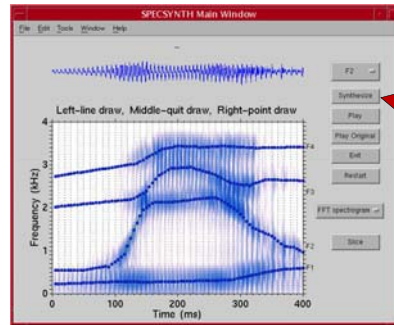 SPECSYNTH Main Window
File Edit Tools Window Help
F2
Synthesize
Play
Play Original
Exit
Restart
FFT spectrogram
Slice
Left-line draw, Middle-quit draw, Right-point draw
4
3
2
1
0
Frequency (kHz)
F4
F3
F2
F1
0 100 200 300 400
Time (ms)